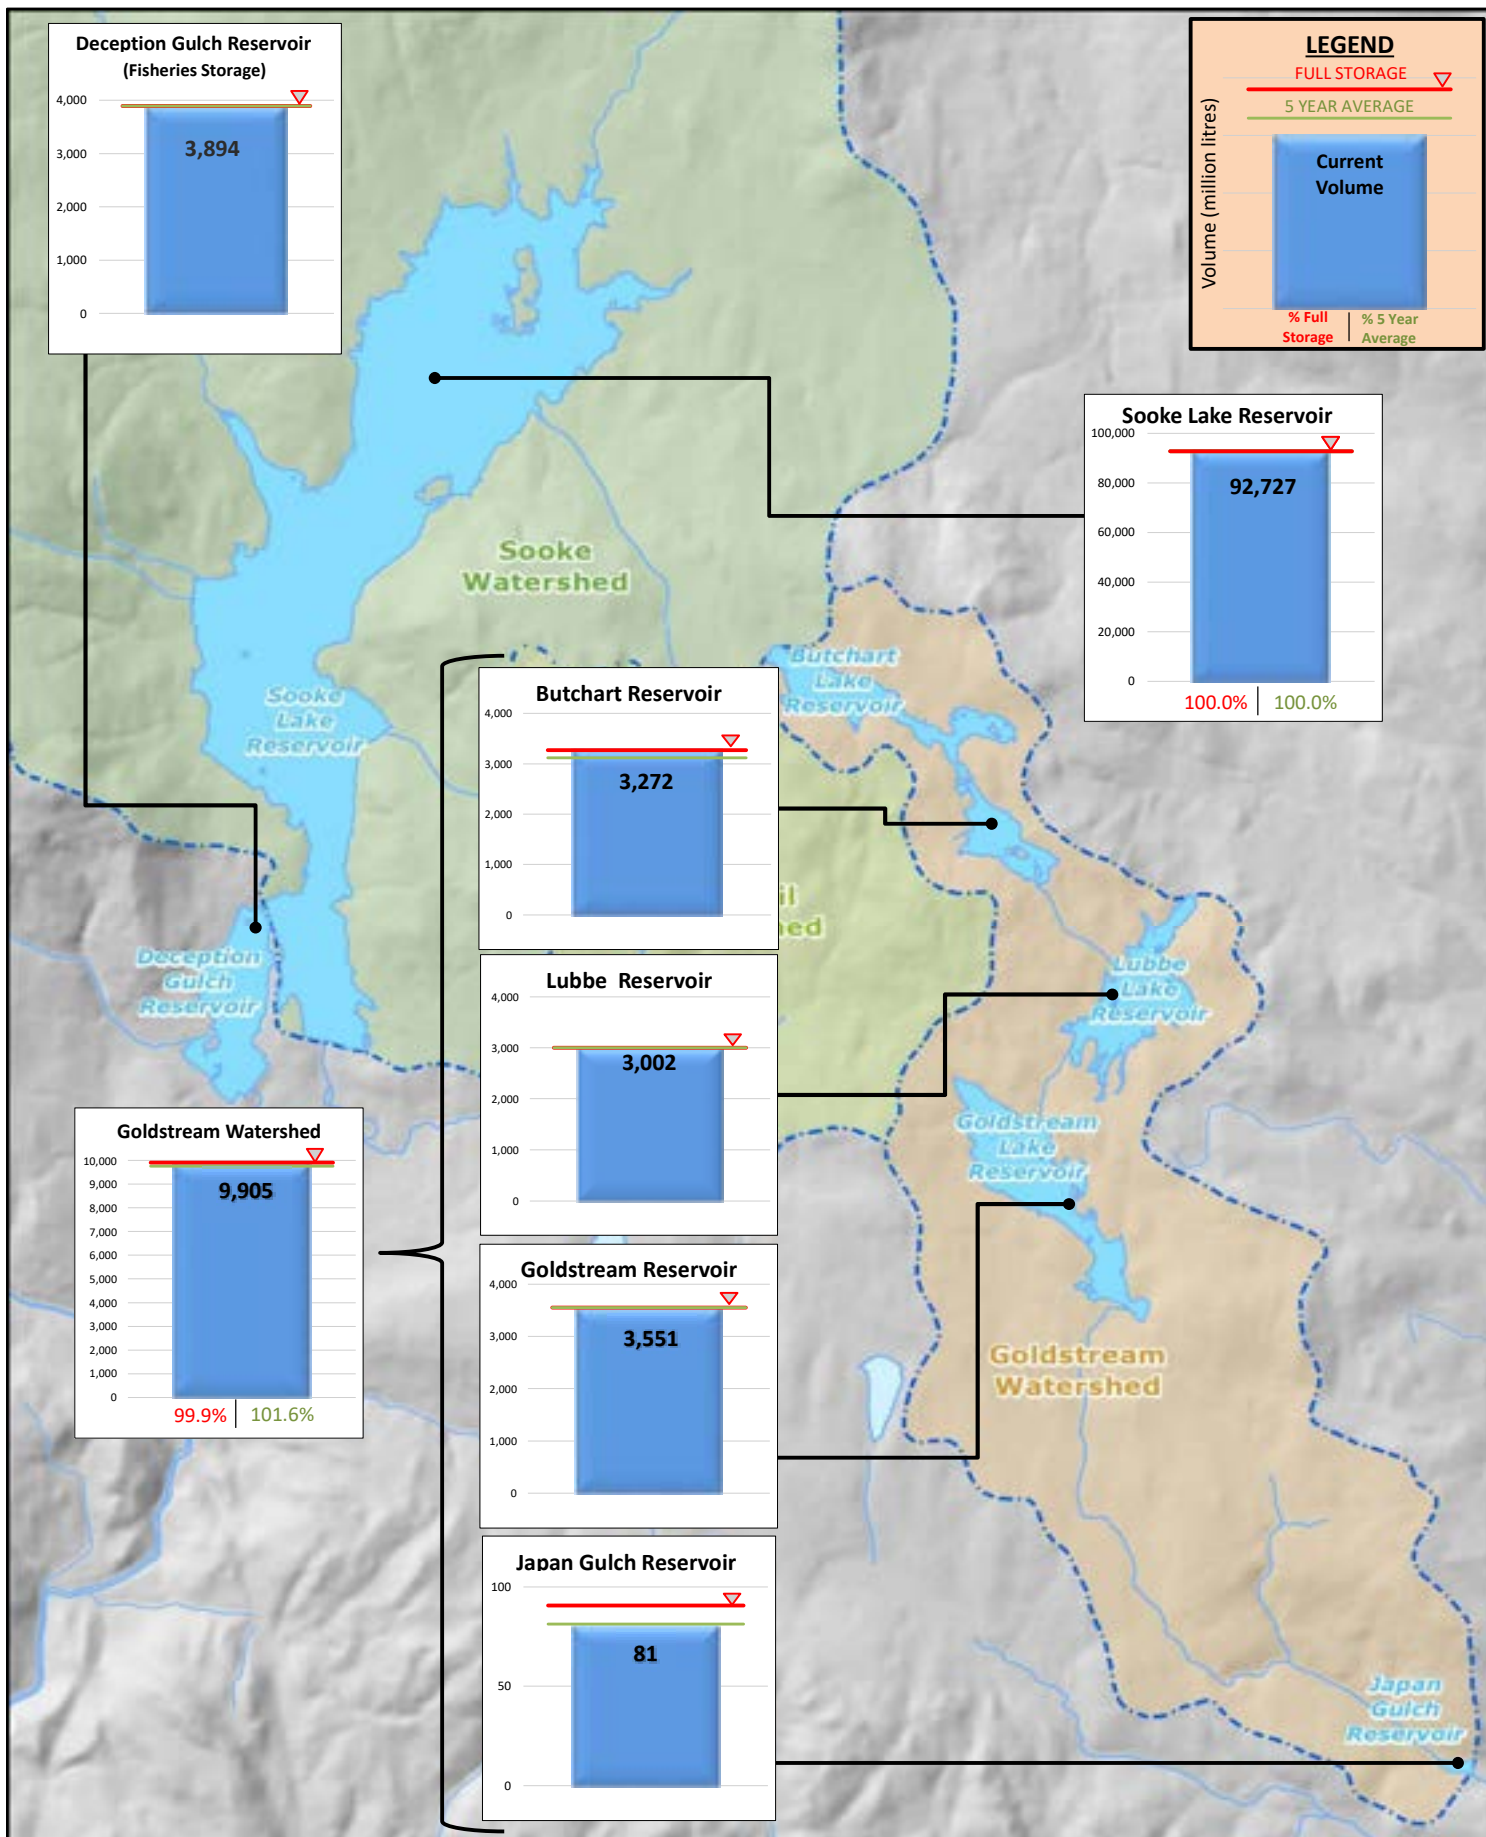 Deception Gulch Reservoir
(Fisheries Storage)
4,000
3,000
2,000
1,000
0
3,894
LEGEND
FULL STORAGE
5 YEAR AVERAGE
Volume (million litres)
Current
Volume
% Full
Storage
% 5 Year
Average
Sooke Lake Reservoir
100,000
80,000
60,000
40,000
20,000
0
92,727
100.0%
100.0%
Sooke
Watershed
Sooke
Lake
Reservoir
Butchart
Lake
Reservoir
Butchart Reservoir
4,000
3,000
2,000
1,000
0
3,272
il
ed
Deception
Gulch
Reservoir
Lubbe
Lake
Reservoir
Lubbe Reservoir
4,000
3,000
2,000
1,000
0
3,002
Goldstream
Lake
Reservoir
Goldstream Watershed
10,000
9,000
8,000
7,000
6,000
5,000
4,000
3,000
2,000
1,000
0
9,905
99.9%
101.6%
Goldstream Reservoir
4,000
3,000
2,000
1,000
0
3,551
Goldstream
Watershed
Japan Gulch Reservoir
100
50
0
81
Japan
Gulch
Reservoir